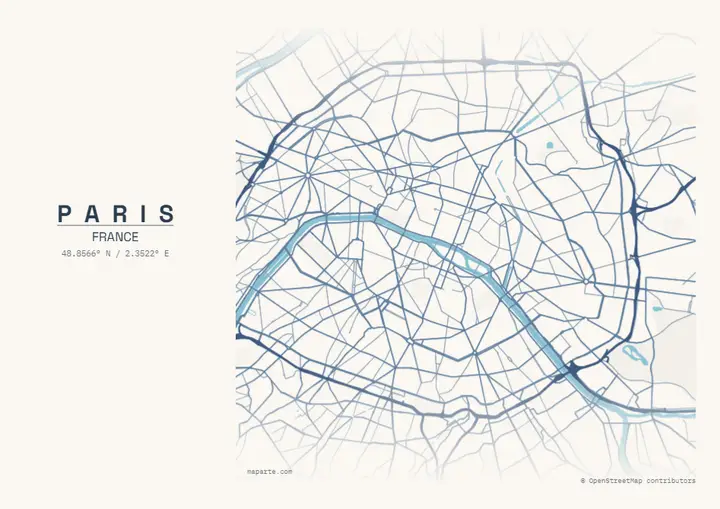 PARIS
FRANCE
48.8566° N / 2.3522° E
maparte.com
© OpenStreetMap contributors